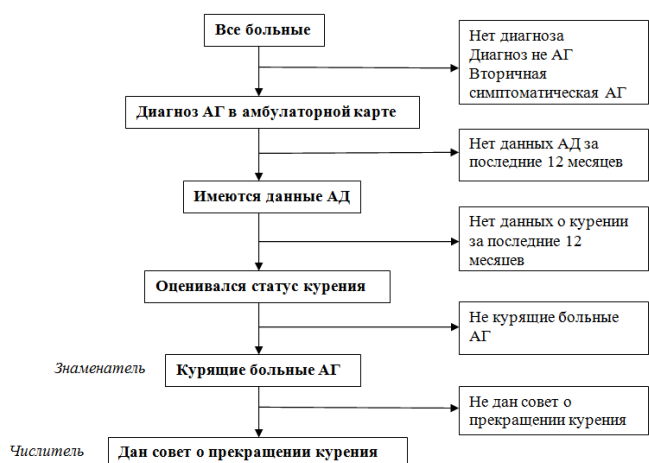 Все больные
Нет диагноза
Диагноз не АГ
Вторичная
симптоматическая АГ
Диагноз АГ в амбулаторной карте
Нет данных АД за
последние 12 месяцев
Имеются данные АД
Нет данных о курении
за последние 12
месяцев
Оценивался статус курения
Не курящие больные
АГ
Знаменатель
Курящие больные АГ
Не дан совет о
прекращении курения
Числитель
Дан совет о прекращении курения